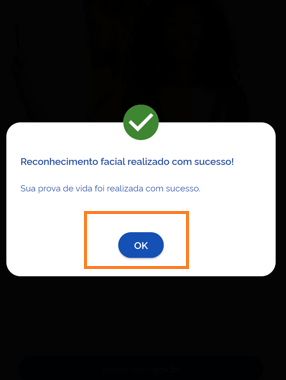 Reconhecimento facial realizado com sucesso!
Sua prova de vida foi realizada com sucesso.
OK